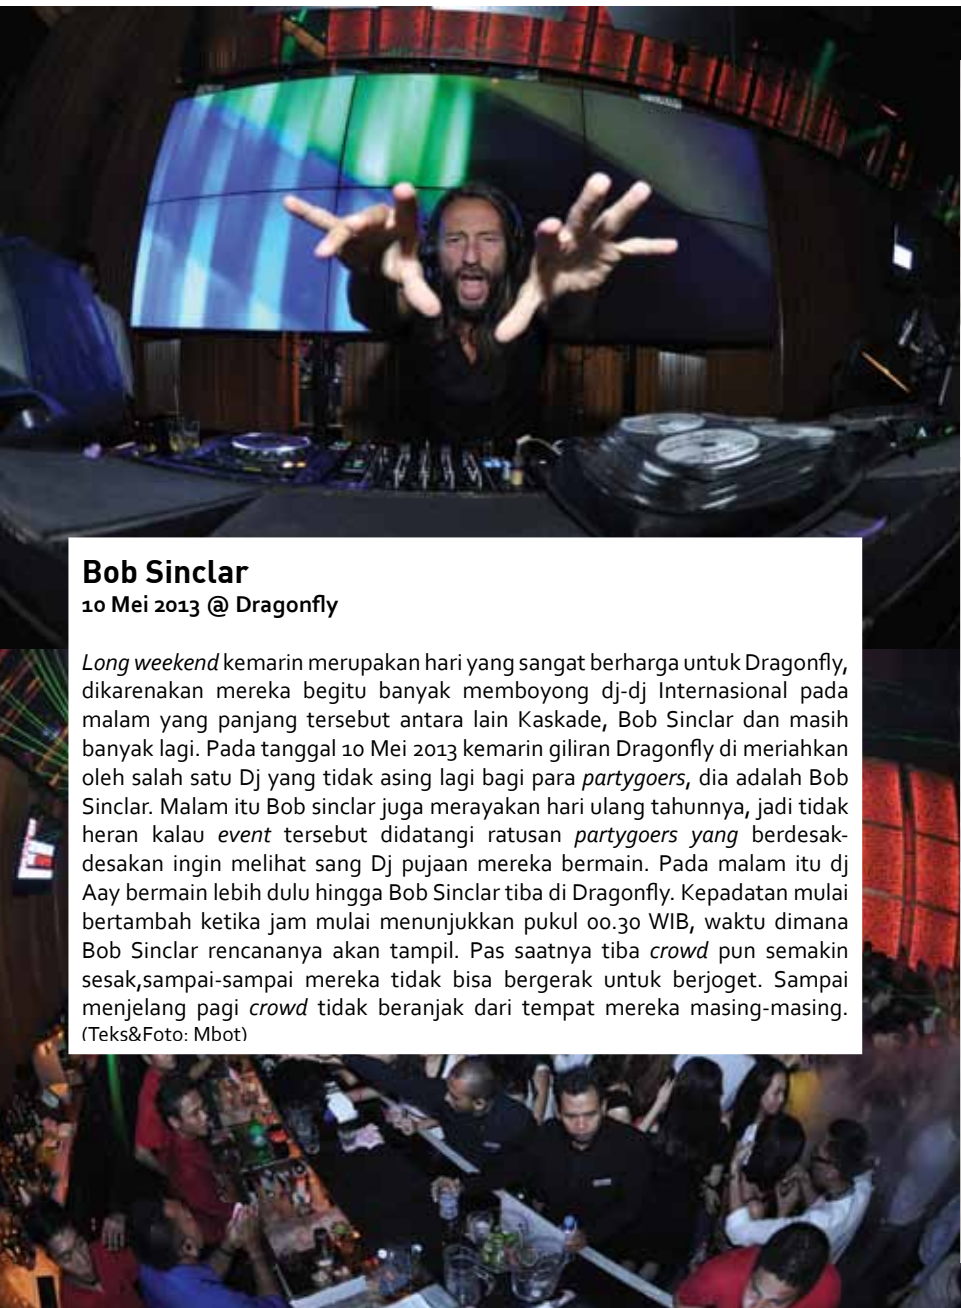 Bob Sinclar
10 Mei 2013 @ Dragonfly
Long weekend kemarin merupakan hari yang sangat berharga untuk Dragonfly,
dikarenakan mereka begitu banyak memboyong dj-dj Internasional pada
malam yang panjang tersebut antara lain Kaskade, Bob Sinclar dan masih
banyak lagi. Pada tanggal 10 Mei 2013 kemarin giliran Dragonfly di meriahkan
oleh salah satu Dj yang tidak asing lagi bagi para partygoers, dia adalah Bob
Sinclar. Malam itu Bob sinclar juga merayakan hari ulang tahunnya, jadi tidak
heran kalau event tersebut didatangi ratusan partygoers yang berdesak-
desakan ingin melihat sang Dj pujaan mereka bermain. Pada malam itu dj
Aay bermain lebih dulu hingga Bob Sinclar tiba di Dragonfly. Kepadatan mulai
bertambah ketika jam mulai menunjukkan pukul 00.30 WIB, waktu dimana
Bob Sinclar rencananya akan tampil. Pas saatnya tiba crowd pun semakin
sesak,sampai-sampai mereka tidak bisa bergerak untuk berjoget. Sampai
menjelang pagi crowd tidak beranjak dari tempat mereka masing-masing.
(Teks&Foto: Mbot)